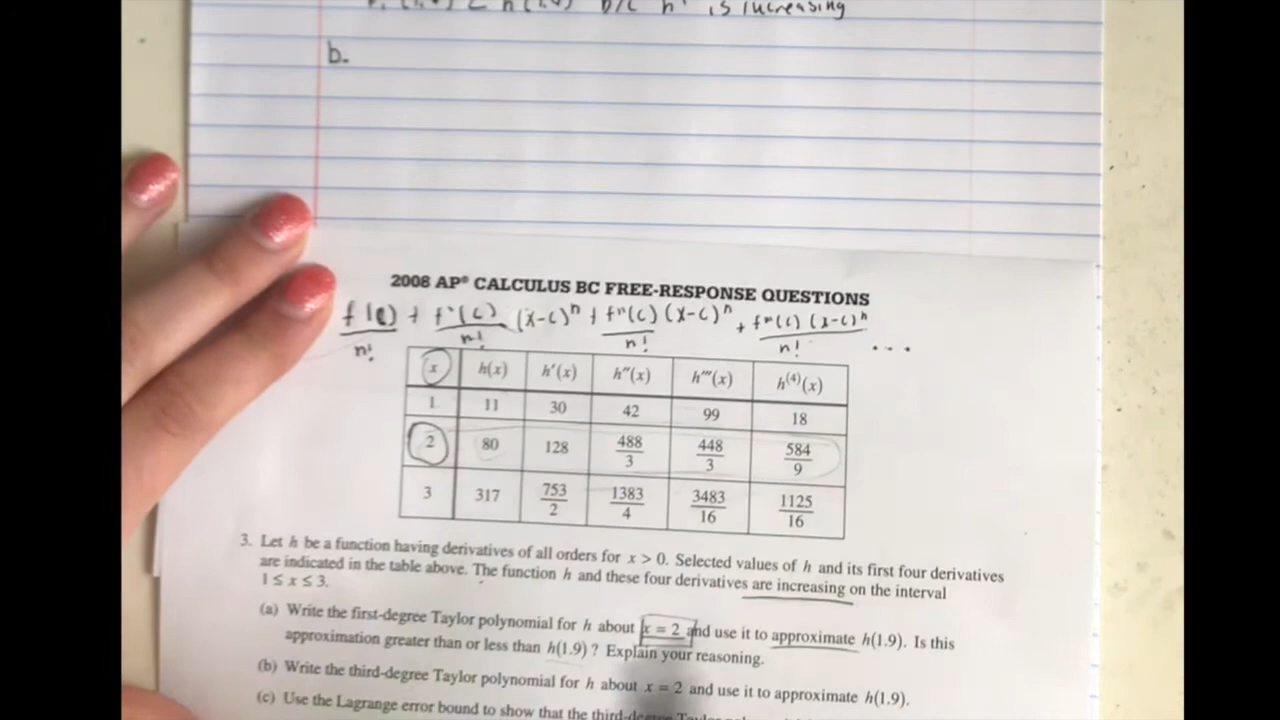 h' is increasing
b.
2008 AP® CALCULUS BC FREE-RESPONSE QUESTIONS
f(c)/n! + f'(c)/n! (x-c)^n + f''(c)/n! (x-c)^n + f'''(c)/n! (x-c)^n ...
x h(x) h′(x) h″(x) h‴(x) h⁽⁴⁾(x)
1 11 30 42 99 18
2 80 128 488/3 448/3 584/9
3 317 753/2 1383/4 3483/16 1125/16
3. Let h be a function having derivatives of all orders for x > 0. Selected values of h and its first four derivatives
are indicated in the table above. The function h and these four derivatives are increasing on the interval
1 ≤ x ≤ 3.
(a) Write the first-degree Taylor polynomial for h about x = 2 and use it to approximate h(1.9). Is this
approximation greater than or less than h(1.9) ? Explain your reasoning.
(b) Write the third-degree Taylor polynomial for h about x = 2 and use it to approximate h(1.9).
(c) Use the Lagrange error bound to show that the third-degree Taylor